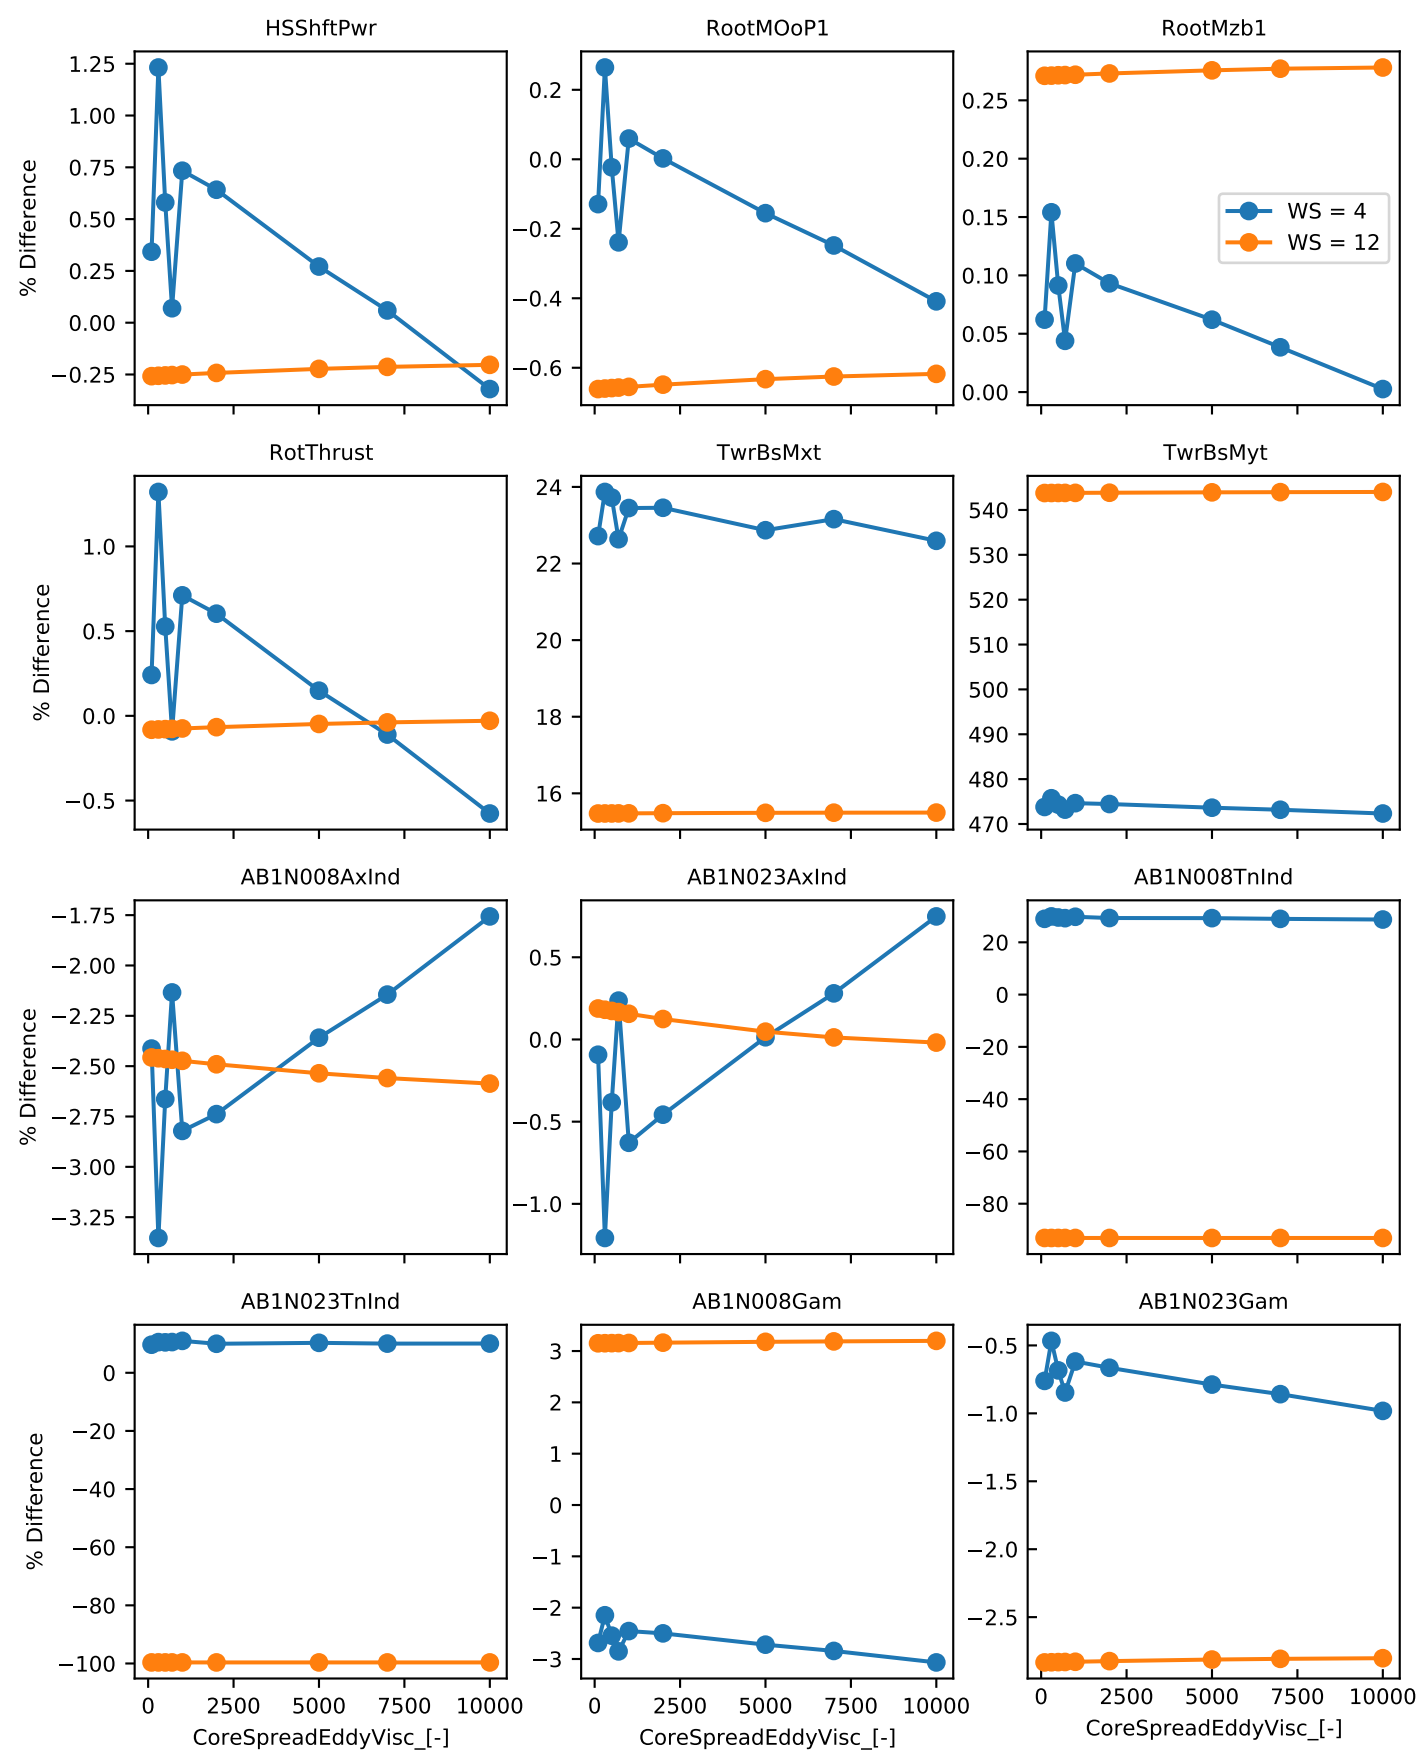 HSShftPwr
RootMOoP1
RootMzb1
% Difference
1.25
1.00
0.75
0.50
0.25
0.00
−0.25
0.2
0.0
−0.2
−0.4
−0.6
0.25
0.20
0.15
0.10
0.05
0.00
WS = 4
WS = 12
RotThrust
TwrBsMxt
TwrBsMyt
% Difference
1.0
0.5
0.0
−0.5
24
22
20
18
16
540
530
520
510
500
490
480
470
AB1N008AxInd
AB1N023AxInd
AB1N008TnInd
% Difference
−1.75
−2.00
−2.25
−2.50
−2.75
−3.00
−3.25
0.5
0.0
−0.5
−1.0
20
0
−20
−40
−60
−80
AB1N023TnInd
AB1N008Gam
AB1N023Gam
% Difference
0
−20
−40
−60
−80
−100
3
2
1
0
−1
−2
−3
−0.5
−1.0
−1.5
−2.0
−2.5
0 2500 5000 7500 10000
0 2500 5000 7500 10000
0 2500 5000 7500 10000
CoreSpreadEddyVisc_[-]
CoreSpreadEddyVisc_[-]
CoreSpreadEddyVisc_[-]